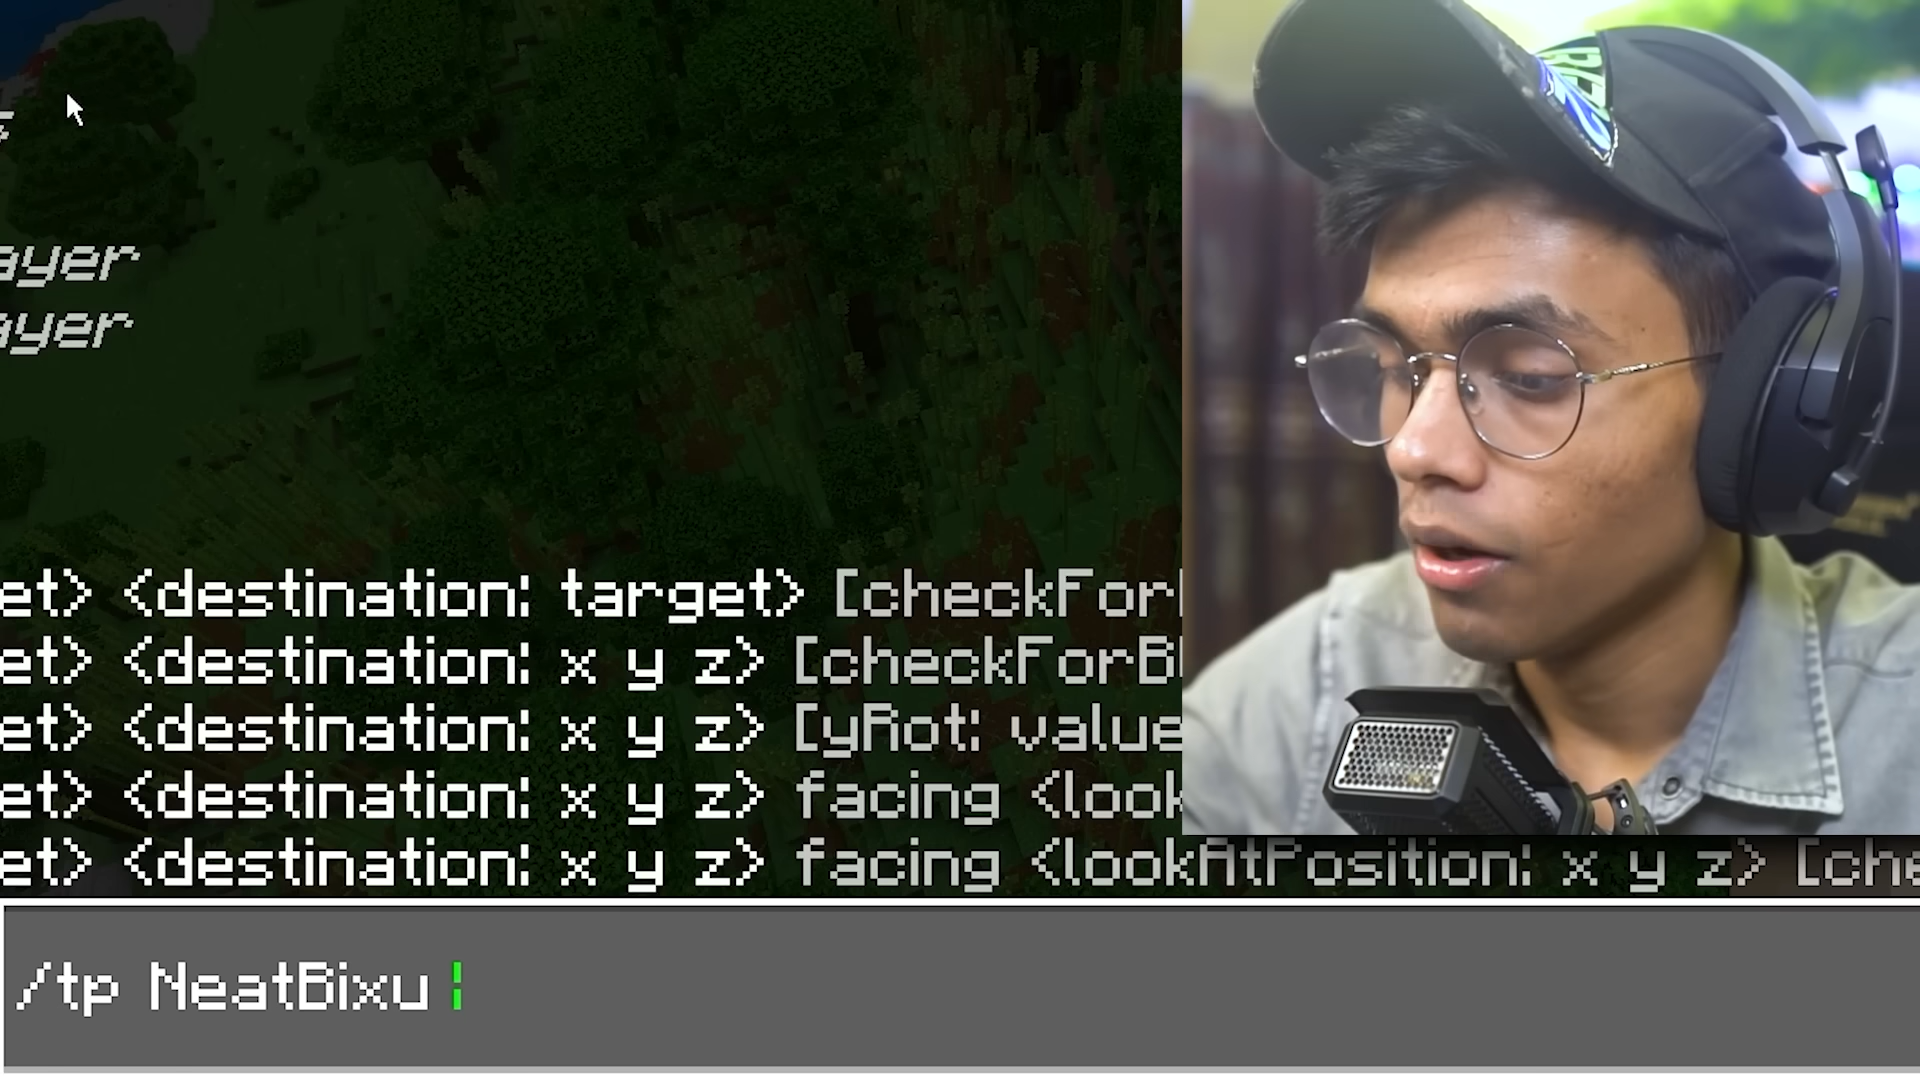 ayer
ayer
et> <destination: target> [checkFor
et> <destination: x y z> [checkForBl
et> <destination: x y z> [yRot: value
et> <destination: x y z> facing <look
et> <destination: x y z> facing <lookAtPosition: x y z> [che
/tp NeatBixu